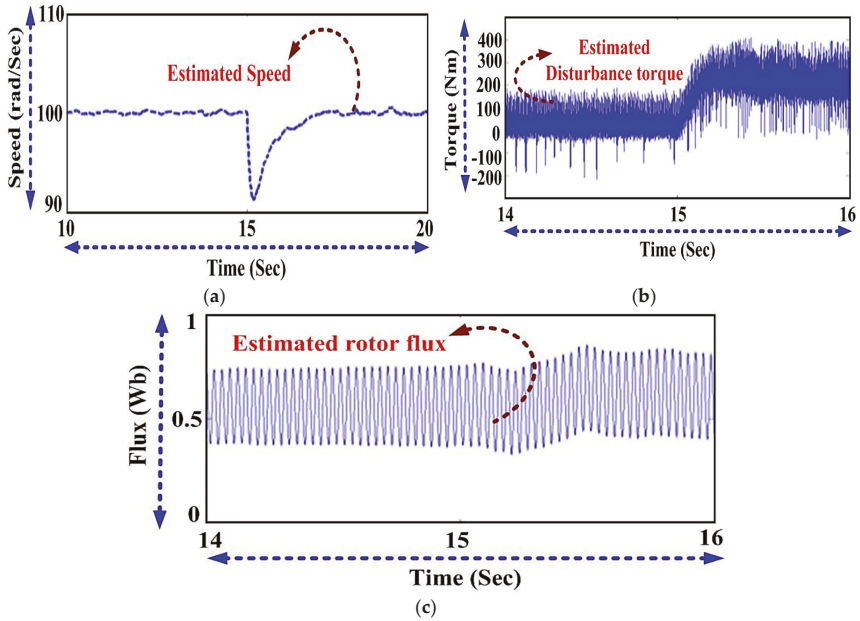 110
100
90
Speed (rad/Sec)
Estimated Speed
10
15
20
Time (Sec)
(a)
400
300
200
100
0
-100
-200
Torque (Nm)
Estimated
Disturbance torque
14
15
16
Time (Sec)
(b)
1
0.5
0
Flux (Wb)
Estimated rotor flux
14
15
16
Time (Sec)
(c)